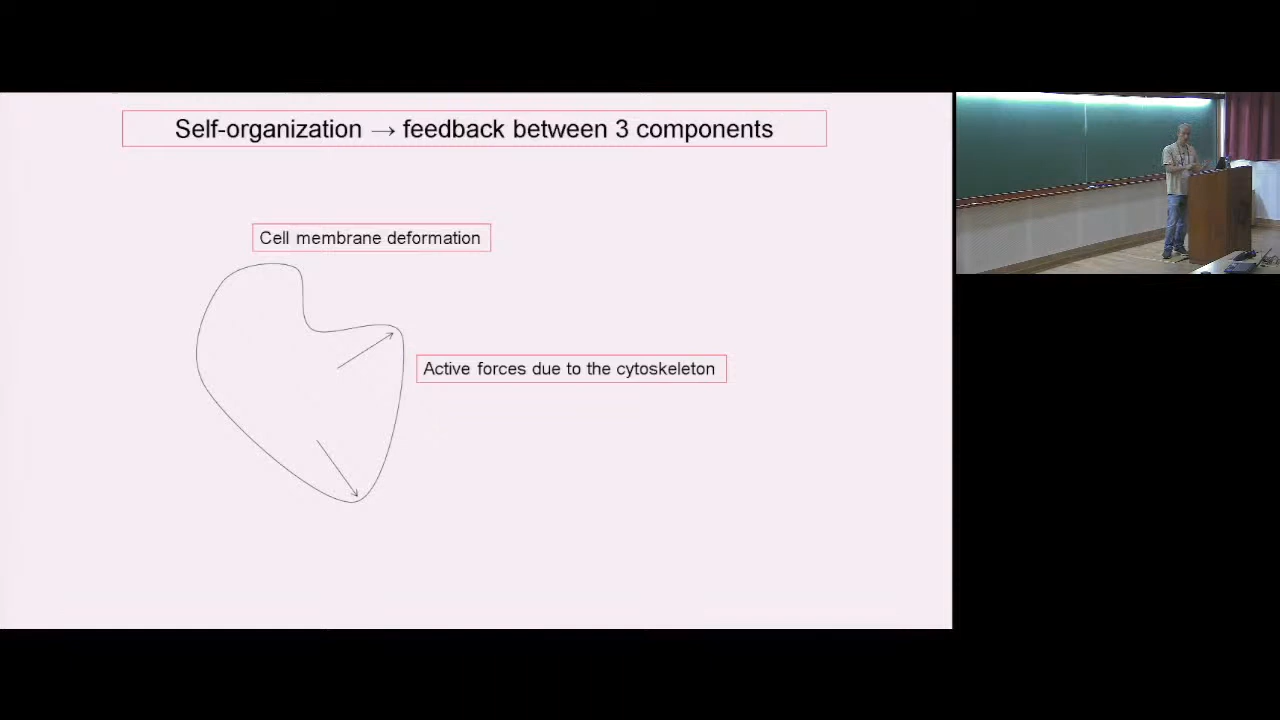 Self-organization → feedback between 3 components
Cell membrane deformation
Active forces due to the cytoskeleton